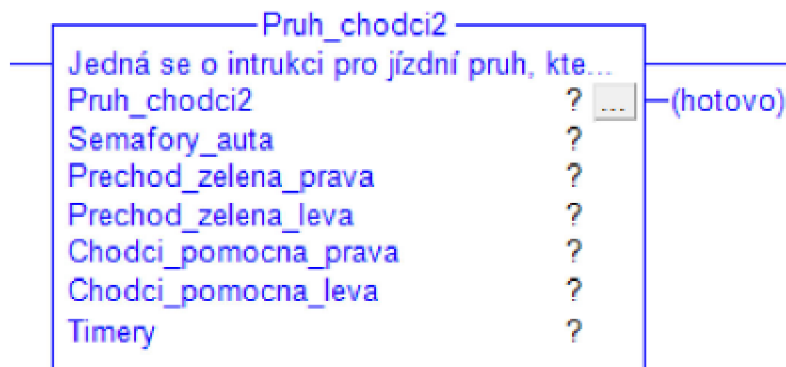 Pruh_chodci2
Jedná se o intrukci pro jízdní pruh, kte...
Pruh_chodci2 ? ... (hotovo)
Semafory_auta ?
Prechod_zelena_prava ?
Prechod_zelena_leva ?
Chodci_pomocna_prava ?
Chodci_pomocna_leva ?
Timery ?